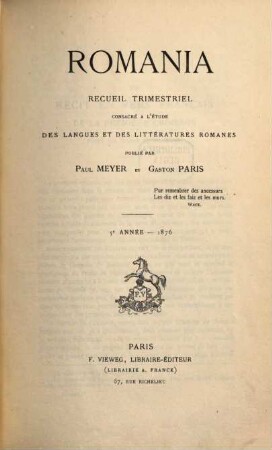 ROMANIA
RECUEIL TRIMESTRIEL
CONSACRÉ A L'ÉTUDE
DES LANGUES ET DES LITTÉRATURES ROMANES
PUBLIÉ PAR
PAUL MEYER ET GASTON PARIS
Pur remenbrer des ancessurs
Les diz et les faiz et les murs.
WACE.
5e ANNÉE — 1876
F V
PARIS
F. VIEWEG, LIBRAIRE-ÉDITEUR
(LIBRAIRIE A. FRANCK)
67, RUE RICHELIEU